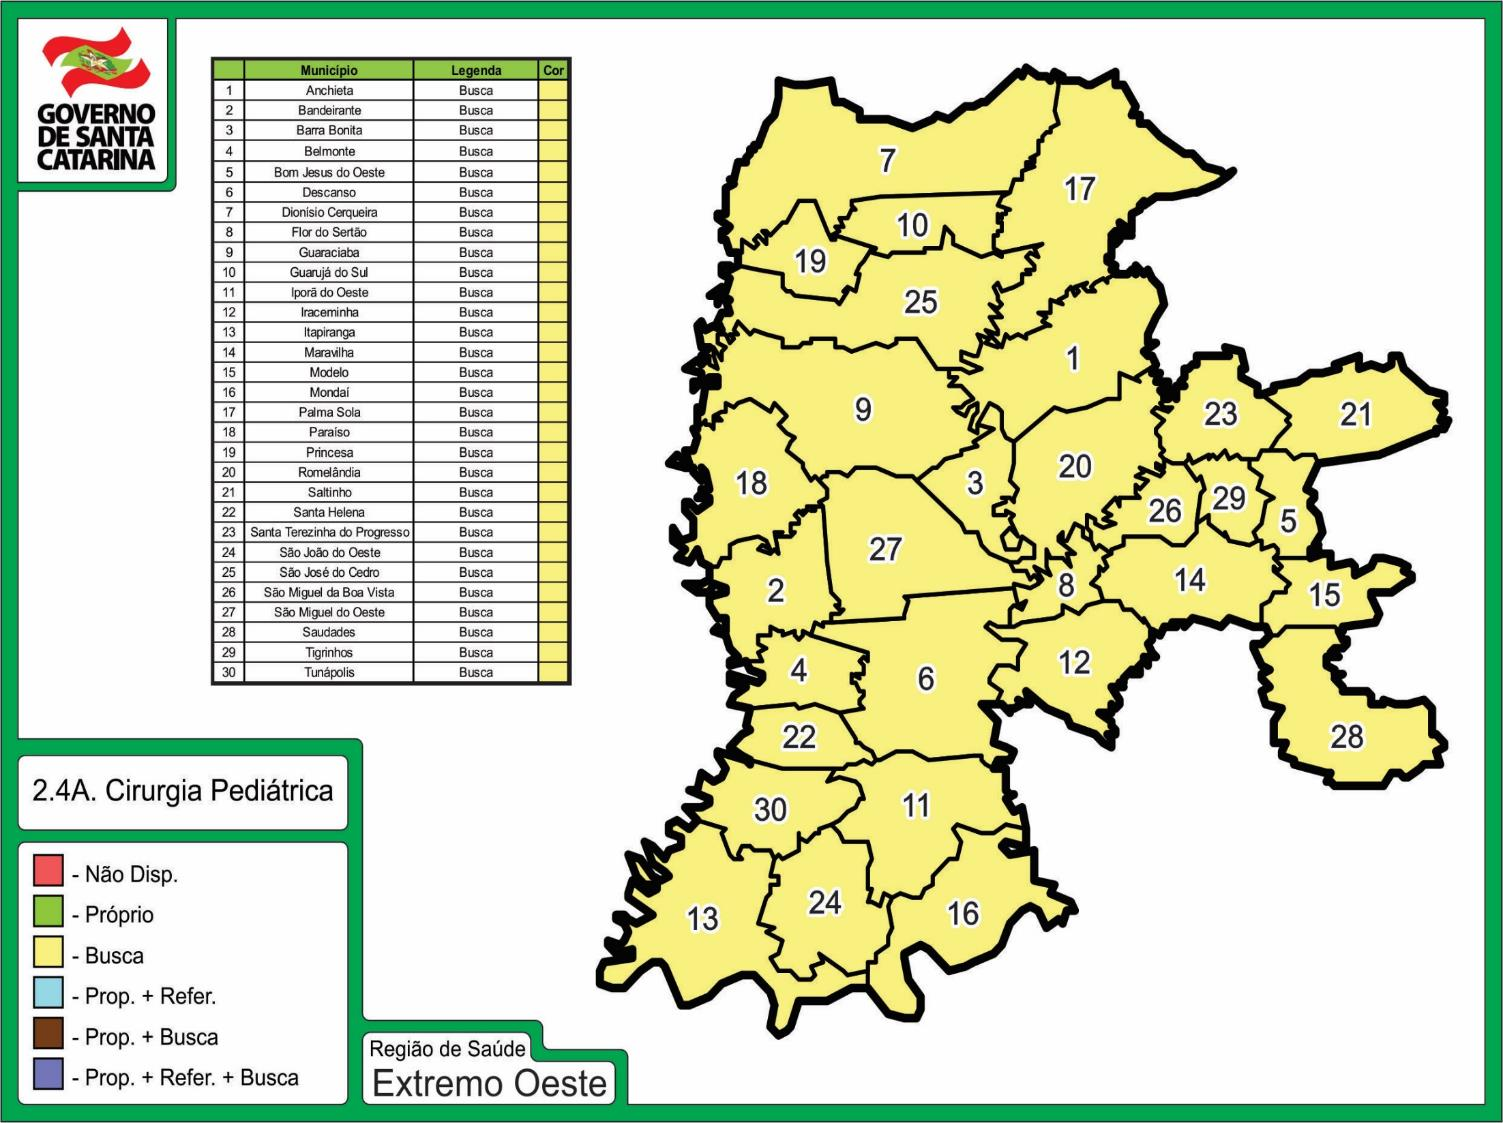 GOVERNO
DE SANTA
CATARINA
Município Legenda Cor
1 Anchieta Busca
2 Bandeirante Busca
3 Barra Bonita Busca
4 Belmonte Busca
5 Bom Jesus do Oeste Busca
6 Descanso Busca
7 Dionísio Cerqueira Busca
8 Flor do Sertão Busca
9 Guaraciaba Busca
10 Guarujá do Sul Busca
11 Iporã do Oeste Busca
12 Iraceminha Busca
13 Itapiranga Busca
14 Maravilha Busca
15 Modelo Busca
16 Mondaí Busca
17 Palma Sola Busca
18 Paraíso Busca
19 Princesa Busca
20 Romelândia Busca
21 Saltinho Busca
22 Santa Helena Busca
23 Santa Terezinha do Progresso Busca
24 São João do Oeste Busca
25 São José do Cedro Busca
26 São Miguel da Boa Vista Busca
27 São Miguel do Oeste Busca
28 Saudades Busca
29 Tigrinhos Busca
30 Tunápolis Busca
7
17
10
19
25
1
9
23
21
20
3
18
29
26
5
27
14
8
2
15
12
4
6
22
28
11
30
24
16
13
2.4A. Cirurgia Pediátrica
- Não Disp.
- Próprio
- Busca
- Prop. + Refer.
- Prop. + Busca
- Prop. + Refer. + Busca
Região de Saúde
Extremo Oeste